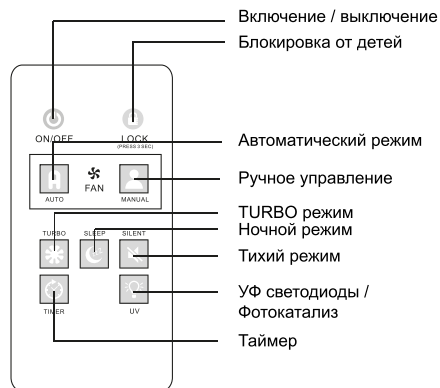 Включение / выключение
Блокировка от детей
ON/OFF
LOCK
(PRESS 3 SEC)
Автоматический режим
FAN
Ручное управление
AUTO
MANUAL
TURBO режим
TURBO
SLEEP
SILENT
Ночной режим
Тихий режим
УФ светодиоды /
Фотокатализ
TIMER
UV
Таймер